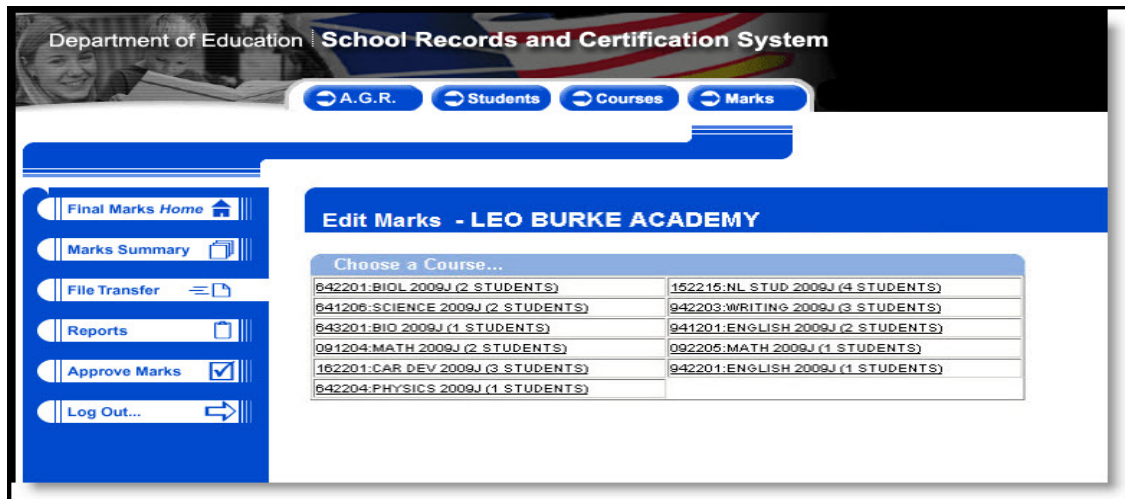 Department of Education School Records and Certification System
A.G.R. Students Courses Marks
Final Marks Home
Marks Summary
File Transfer
Reports
Approve Marks
Log Out...
Edit Marks - LEO BURKE ACADEMY
Choose a Course...
642201:BIOL 2009J (2 STUDENTS) 152215:NL STUD 2009J (4 STUDENTS)
641206:SCIENCE 2009J (2 STUDENTS) 942203:WRITING 2009J (3 STUDENTS)
643201:BIO 2009J (1 STUDENTS) 941201:ENGLISH 2009J (2 STUDENTS)
091204:MATH 2009J (2 STUDENTS) 092205:MATH 2009J (1 STUDENTS)
162201:CAR DEV 2009J (3 STUDENTS) 942201:ENGLISH 2009J (1 STUDENTS)
642204:PHYSICS 2009J (1 STUDENTS)